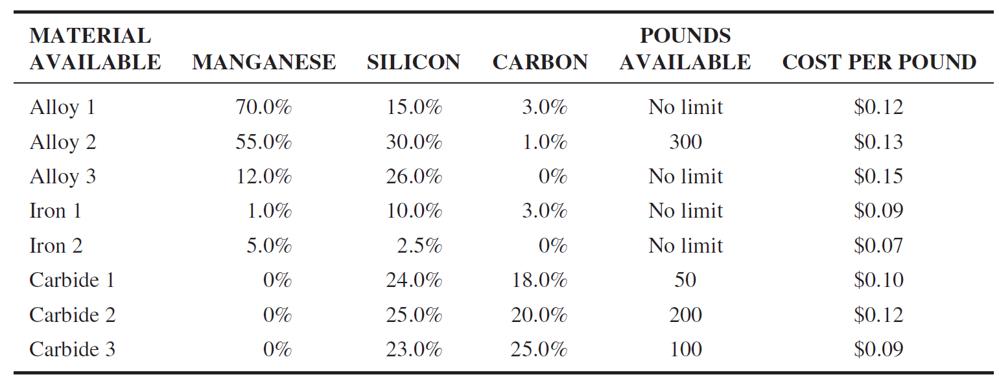 MATERIAL POUNDS
AVAILABLE MANGANESE SILICON CARBON AVAILABLE COST PER POUND
Alloy 1 70.0% 15.0% 3.0% No limit $0.12
Alloy 2 55.0% 30.0% 1.0% 300 $0.13
Alloy 3 12.0% 26.0% 0% No limit $0.15
Iron 1 1.0% 10.0% 3.0% No limit $0.09
Iron 2 5.0% 2.5% 0% No limit $0.07
Carbide 1 0% 24.0% 18.0% 50 $0.10
Carbide 2 0% 25.0% 20.0% 200 $0.12
Carbide 3 0% 23.0% 25.0% 100 $0.09